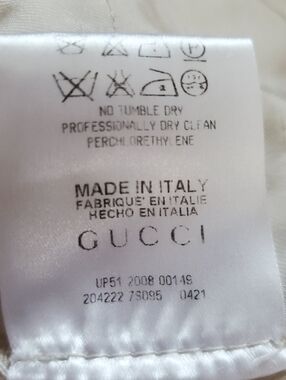 NO TUMBLE DRY
PROFESSIONALLY DRY CLEAN
PERCHLORETHYLENE
MADE IN ITALY
FABRIQUE' EN ITALIE
HECHO EN ITALIA
GUCCI
UP51 2008 00149
204222 7S095 0421